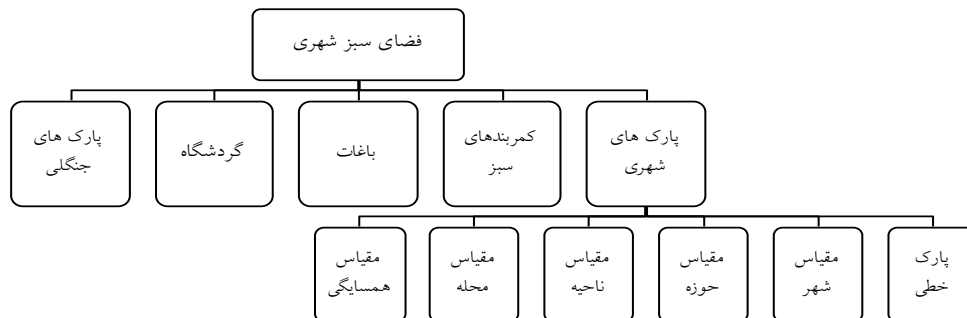 فضای سبز شهری
پارک های
شهری
کمربندهای
سبز
باغات
گردشگاه
پارک های
جنگلی
پارک
خطی
مقیاس
شهر
مقیاس
حوزه
مقیاس
ناحیه
مقیاس
محله
مقیاس
همسایگی